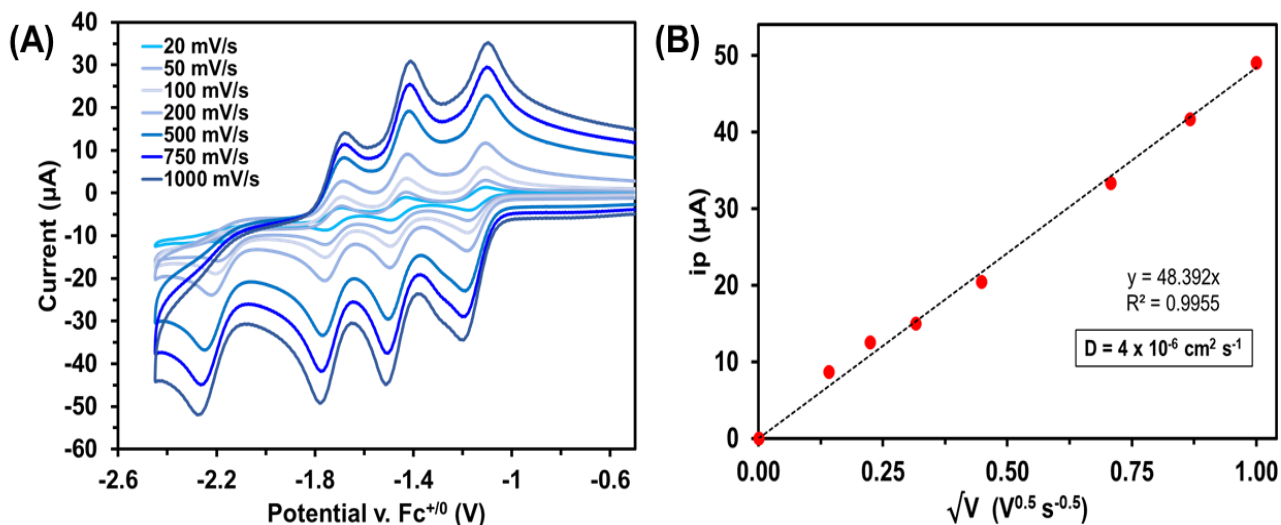 (A)
40
30
20
10
0
-10
-20
-30
-40
-50
-60
Current (μA)
20 mV/s
50 mV/s
100 mV/s
200 mV/s
500 mV/s
750 mV/s
1000 mV/s
-2.6 -2.2 -1.8 -1.4 -1 -0.6
Potential v. Fc⁺/⁰ (V)
(B)
50
40
30
20
10
0
ip (μA)
y = 48.392x
R² = 0.9955
D = 4 x 10⁻⁶ cm² s⁻¹
0.00 0.25 0.50 0.75 1.00
√V (V⁰·⁵ s⁻⁰·⁵)